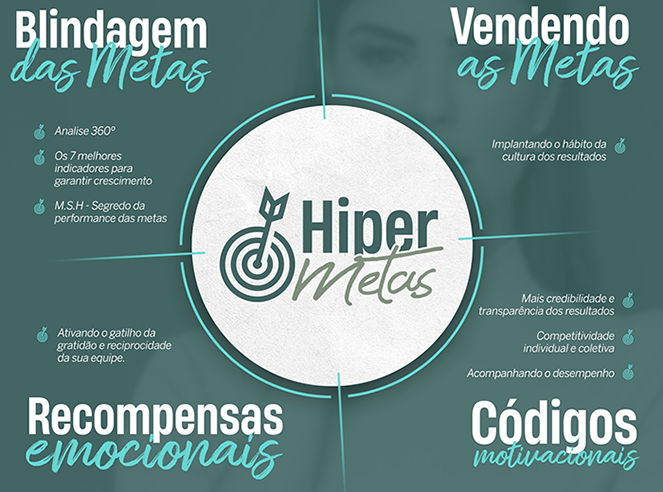 Blindagem
das Metas
Analise 360º
Os 7 melhores
indicadores para
garantir crescimento
M.S.H - Segredo da
performance das metas
Vendendo
as Metas
Implantando o hábito da
cultura dos resultados
Hiper
Metas
Ativando o gatilho da
gratidão e reciprocidade
da sua equipe.
Recompensas
emocionais
Mais credibilidade e
transparência dos resultados
Competitividade
individual e coletiva
Acompanhando o desempenho
Códigos
motivacionais